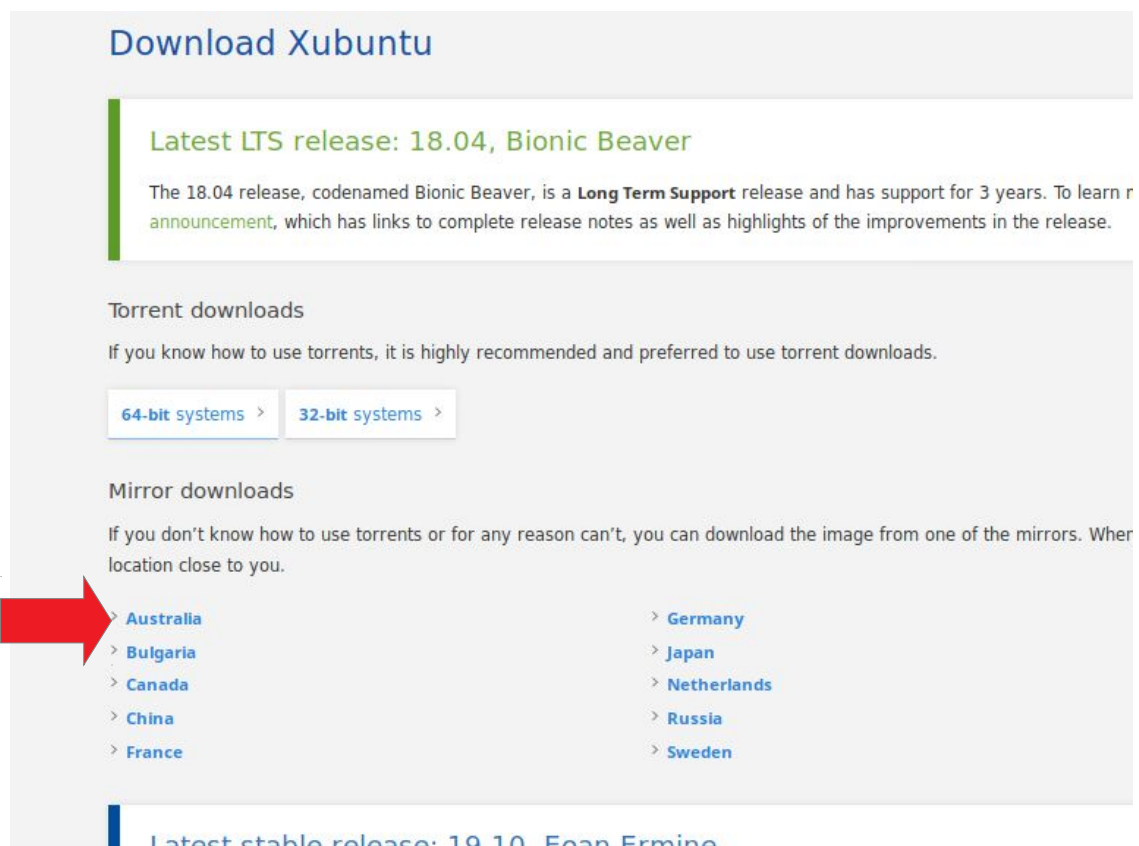 Download Xubuntu
Latest LTS release: 18.04, Bionic Beaver
The 18.04 release, codenamed Bionic Beaver, is a Long Term Support release and has support for 3 years. To learn
announcement, which has links to complete release notes as well as highlights of the improvements in the release.
Torrent downloads
If you know how to use torrents, it is highly recommended and preferred to use torrent downloads.
64-bit systems > 32-bit systems >
Mirror downloads
If you don’t know how to use torrents or for any reason can’t, you can download the image from one of the mirrors. When
location close to you.
> Australia
> Bulgaria
> Canada
> China
> France
> Germany
> Japan
> Netherlands
> Russia
> Sweden
Latest stable release: 19.10, Eoan Ermine